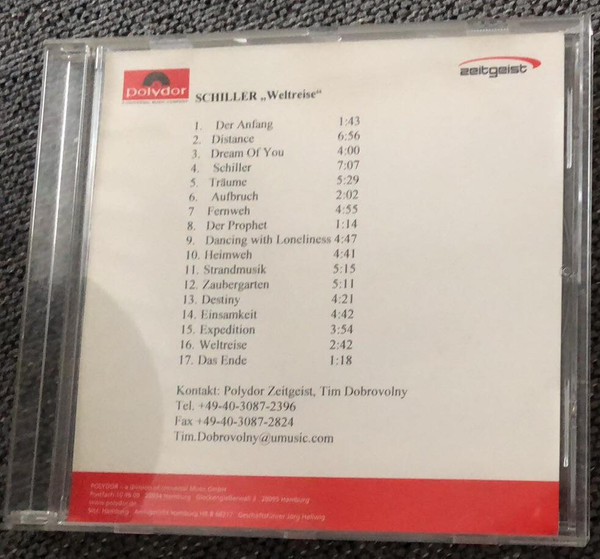 Polydor
A UNIVERSAL MUSIC COMPANY
zeitgeist
SCHILLER „Weltreise“
1. Der Anfang 1:43
2. Distance 6:56
3. Dream Of You 4:00
4. Schiller 7:07
5. Träume 5:29
6. Aufbruch 2:02
7 Fernweh 4:55
8. Der Prophet 1:14
9. Dancing with Loneliness 4:47
10. Heimweh 4:41
11. Strandmusik 5:15
12. Zaubergarten 5:11
13. Destiny 4:21
14. Einsamkeit 4:42
15. Expedition 3:54
16. Weltreise 2:42
17. Das Ende 1:18
Kontakt: Polydor Zeitgeist, Tim Dobrovolny
Tel. +49-40-3087-2396
Fax +49-40-3087-2824
Tim.Dobrovolny@umusic.com
POLYDOR – a division of Universal Music GmbH
Postfach 20854 Hamburg 20095 Hamburg
www.polydor.de
Sitz: Hamburg Amtsgericht Hamburg HR B Geschäftsführer Jörg Hellwig